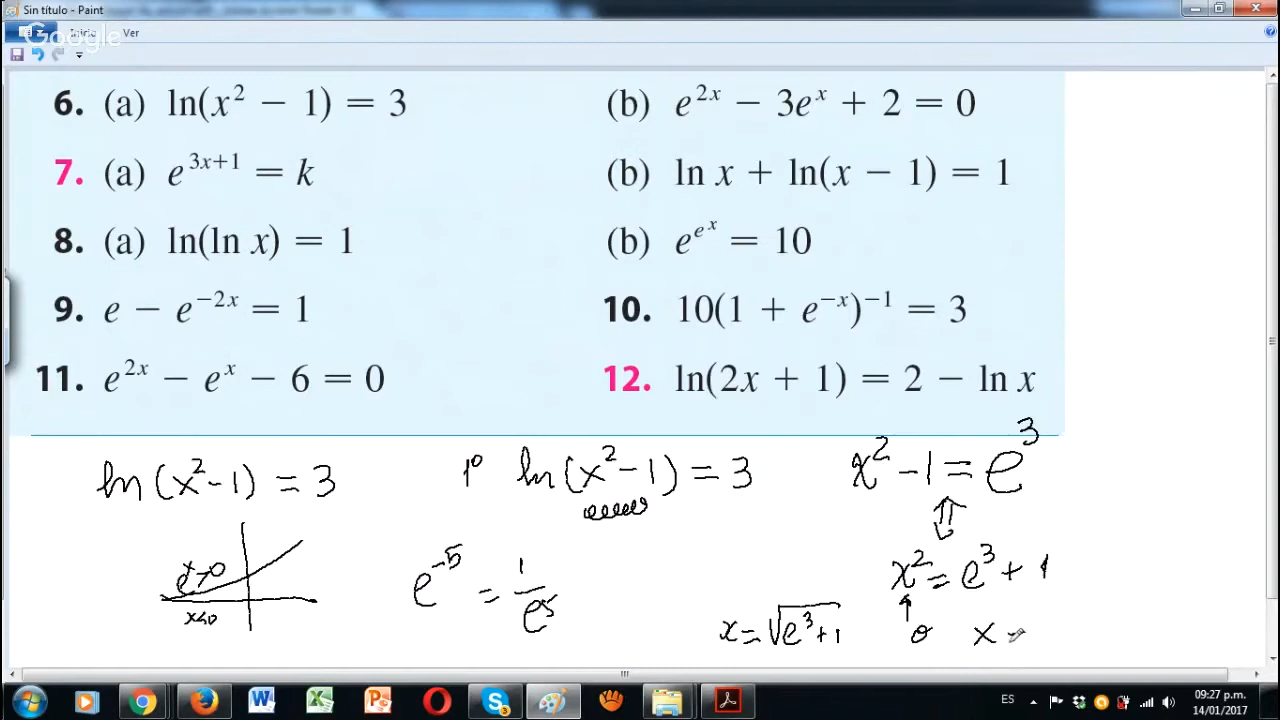 Sin título - Paint
Google
Inicio Ver
6. (a) ln(x² − 1) = 3 (b) e^{2x} − 3e^x + 2 = 0
7. (a) e^{3x+1} = k (b) ln x + ln(x − 1) = 1
8. (a) ln(ln x) = 1 (b) e^{e^x} = 10
9. e − e^{−2x} = 1 10. 10(1 + e^{−x})^{−1} = 3
11. e^{2x} − e^x − 6 = 0 12. ln(2x + 1) = 2 − ln x
ln(x²-1) = 3 1º ln(x²-1) = 3 x²-1 = e³
e^x>0 e^{-5} = 1/e^5 x² = e³ + 1
x<0 x = √(e³+1) o x =
ES 09:27 p.m.
14/01/2017